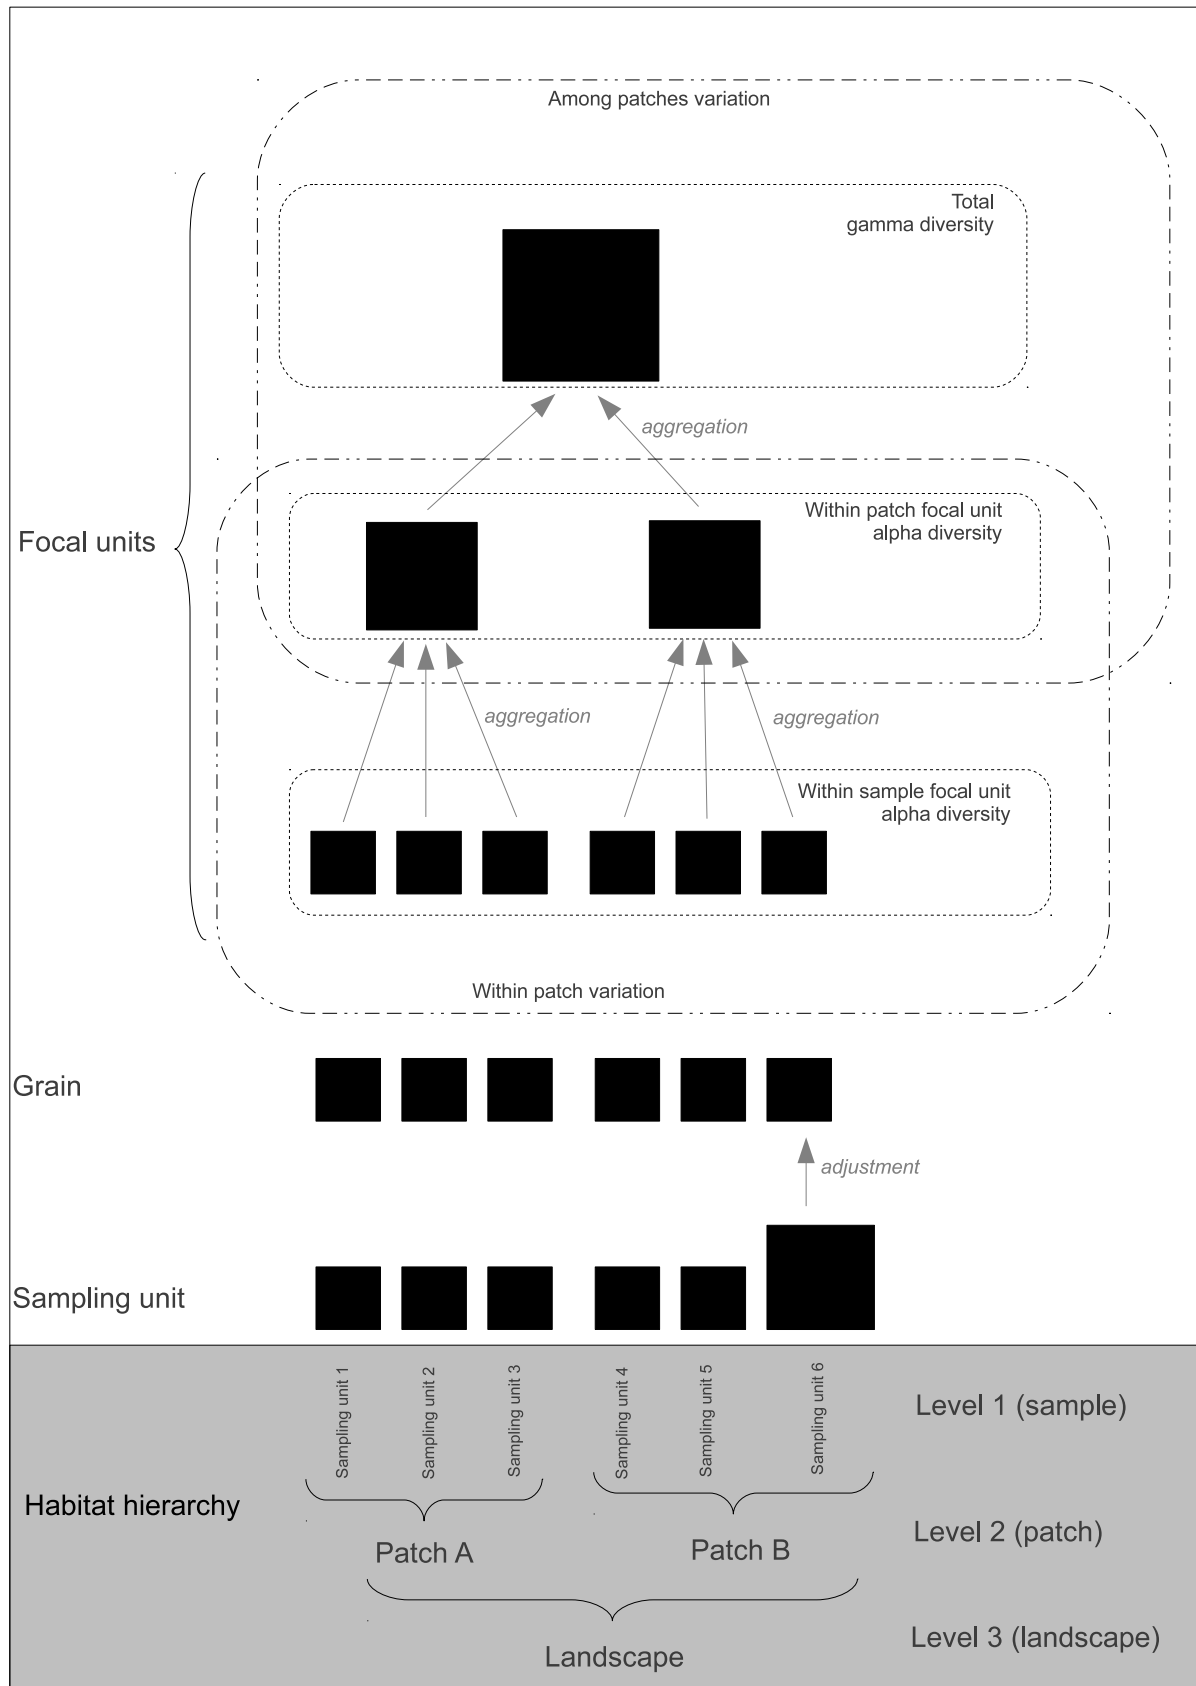 Among patches variation
Total
gamma diversity
aggregation
Within patch focal unit
alpha diversity
Focal units
aggregation
aggregation
Within sample focal unit
alpha diversity
Within patch variation
Grain
adjustment
Sampling unit
Sampling unit 1
Sampling unit 2
Sampling unit 3
Sampling unit 4
Sampling unit 5
Sampling unit 6
Level 1 (sample)
Habitat hierarchy
Patch A
Patch B
Level 2 (patch)
Landscape
Level 3 (landscape)